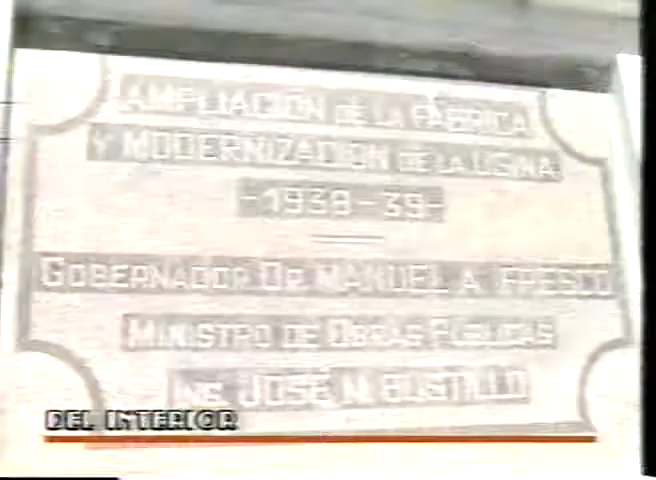 AMPLIACIÓN DE LA FÁBRICA
Y MODERNIZACIÓN DE LA USINA
-1938-39-
GOBERNADOR DR. MANUEL A. FRESCO
MINISTRO DE OBRAS PÚBLICAS
ING. JOSÉ M. BUSTILLO
DEL INTERIOR